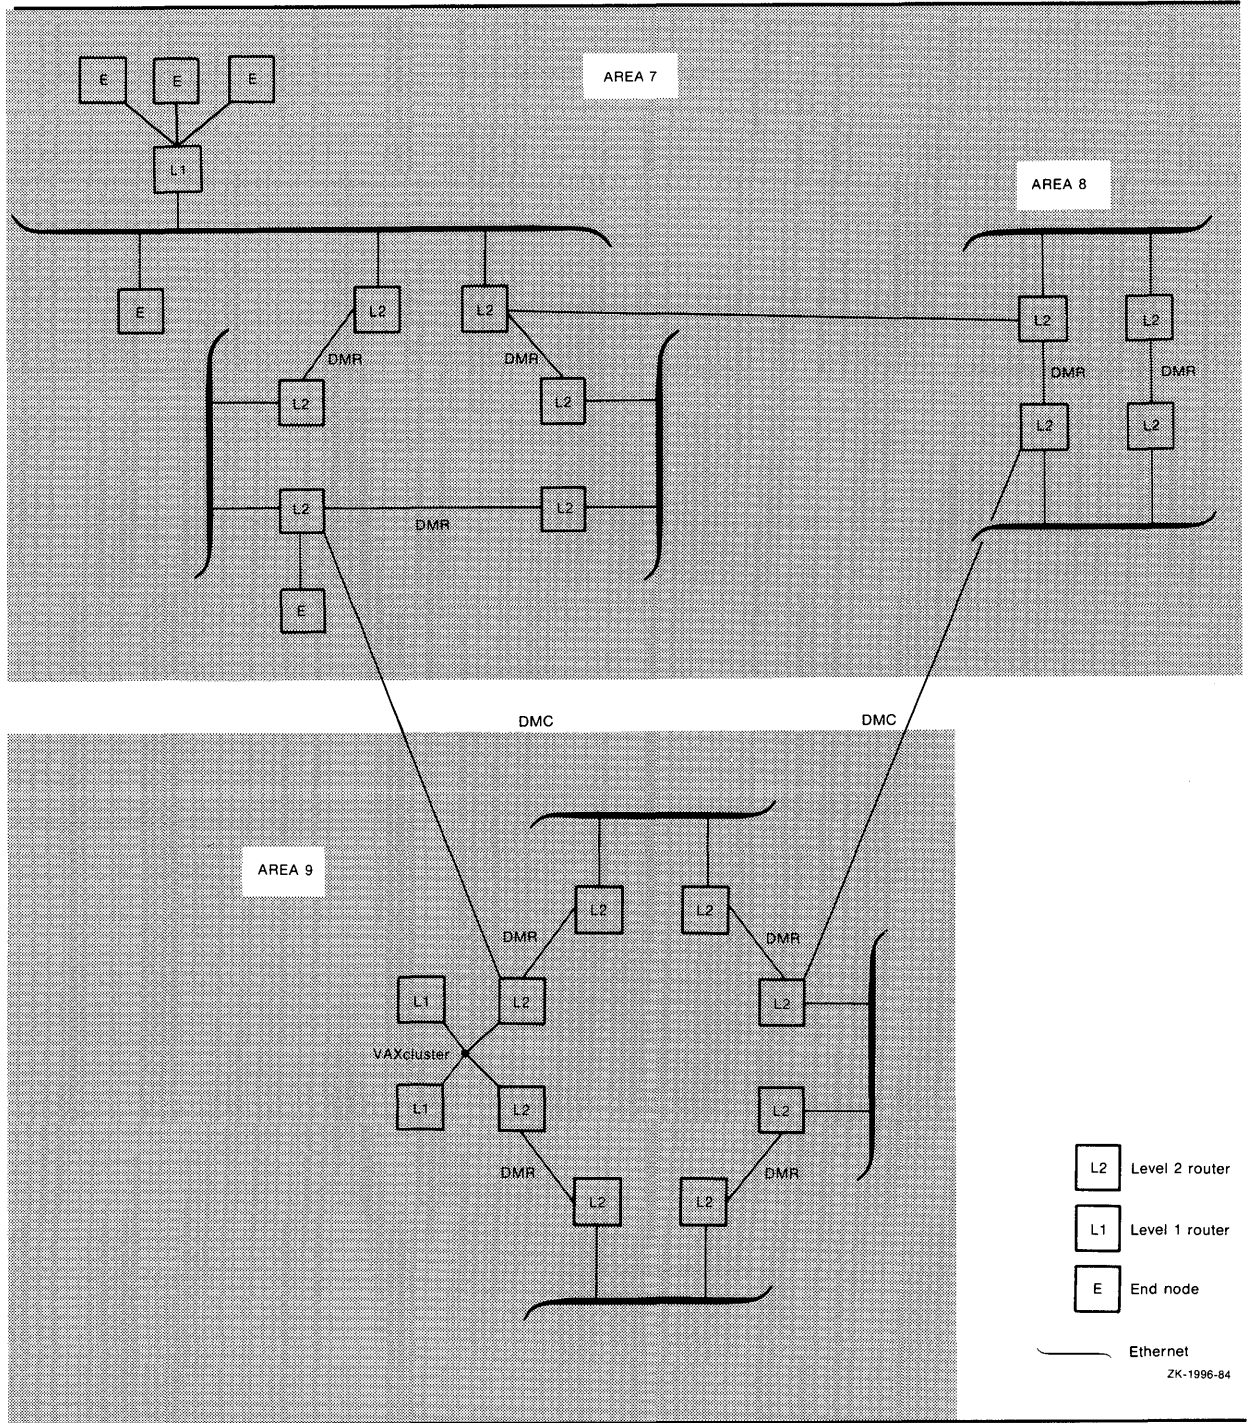 AREA 7
E E E
L1
AREA 8
E L2 L2 L2 L2
DMR DMR DMR DMR
L2 L2 L2 L2
L2 L2
DMR
E
DMC DMC
AREA 9
L2 L2
DMR DMR
L1 L2 L2
VAXcluster
L1 L2 L2
DMR DMR
L2 L2
L2 Level 2 router
L1 Level 1 router
E End node
Ethernet
ZK-1996-84